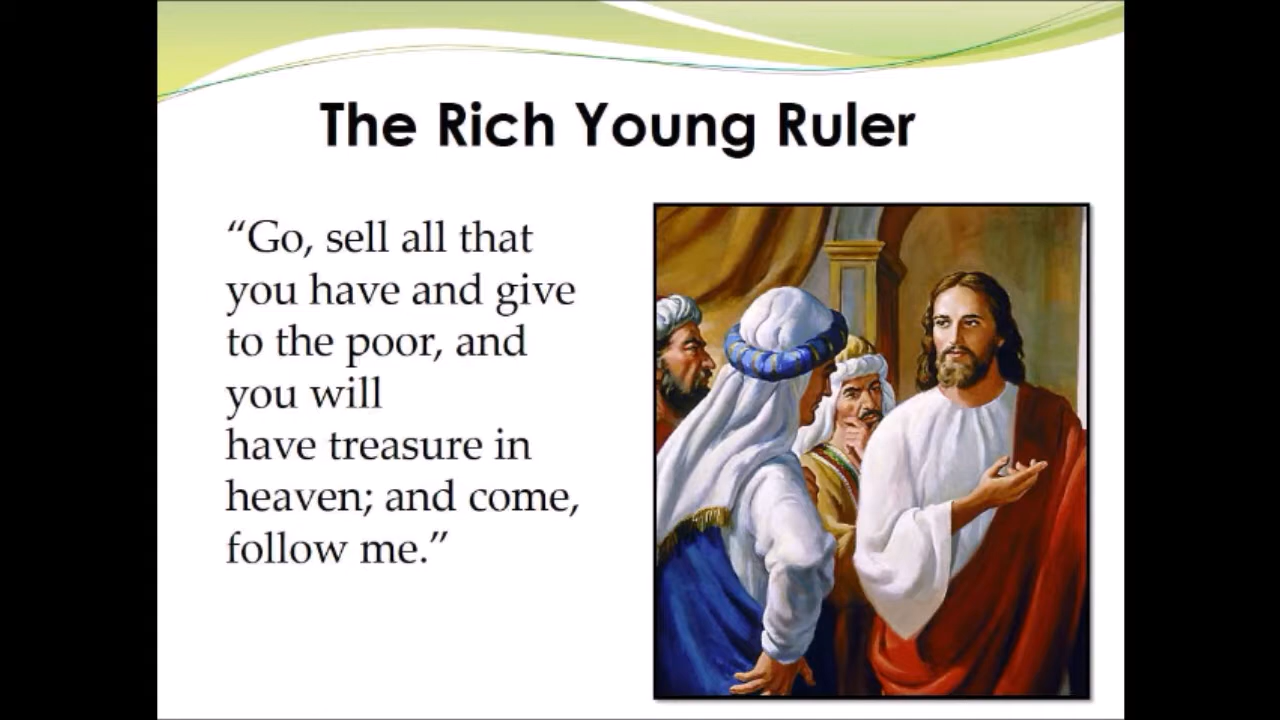 The Rich Young Ruler
“Go, sell all that
you have and give
to the poor, and
you will
have treasure in
heaven; and come,
follow me.”